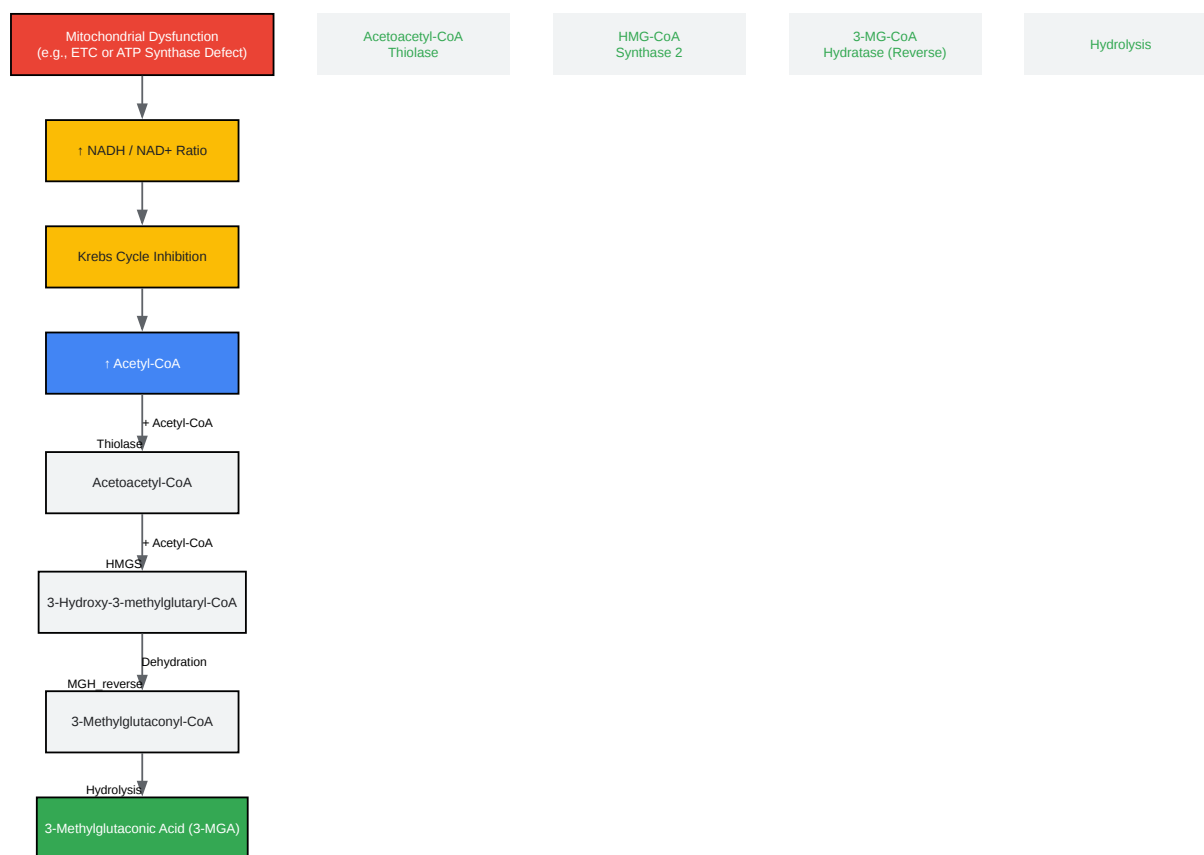 Mitochondrial Dysfunction
(e.g., ETC or ATP Synthase Defect)
Acetoacetyl-CoA
Thiolase
HMG-CoA
Synthase 2
3-MG-CoA
Hydratase (Reverse)
Hydrolysis
↑ NADH / NAD+ Ratio
Krebs Cycle Inhibition
↑ Acetyl-CoA
+ Acetyl-CoA
Thiolase
Acetoacetyl-CoA
+ Acetyl-CoA
HMGS
3-Hydroxy-3-methylglutaryl-CoA
Dehydration
MGH_reverse
3-Methylglutaconyl-CoA
Hydrolysis
3-Methylglutaconic Acid (3-MGA)